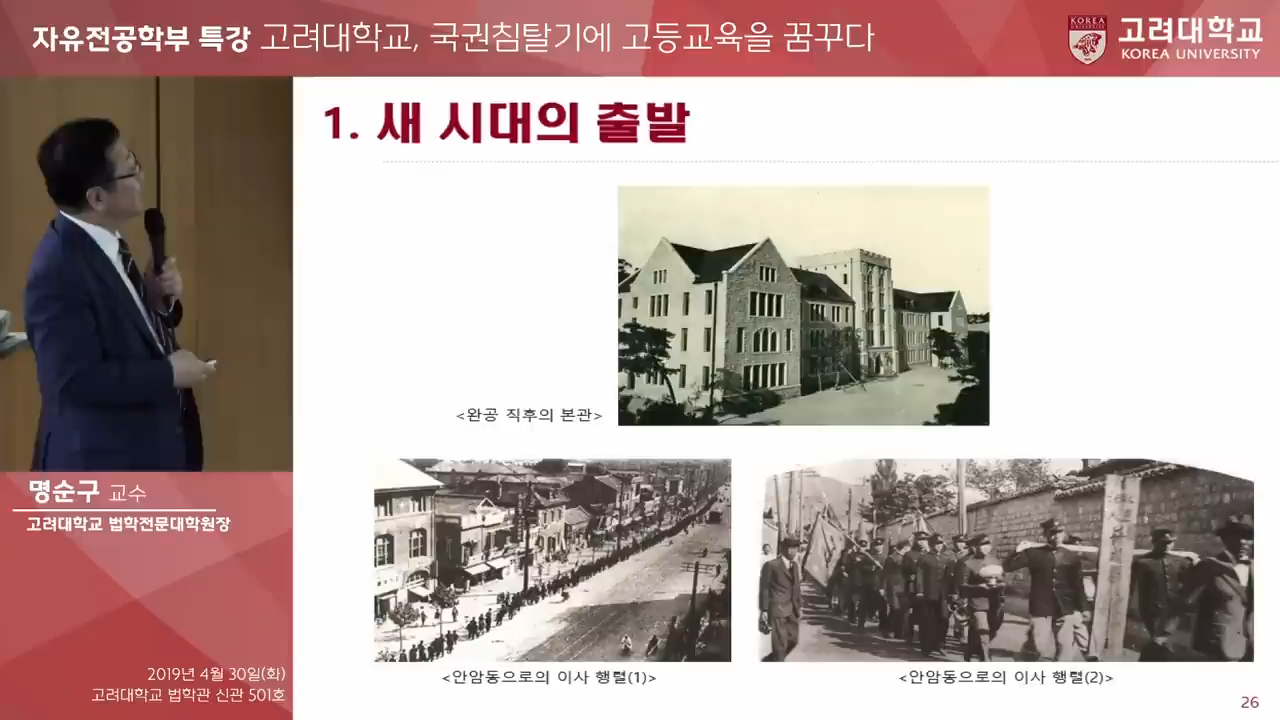 자유전공학부 특강 고려대학교, 국권침탈기에 고등교육을 꿈꾸다
KOREA
고려대학교
KOREA UNIVERSITY
1. 새 시대의 출발
<완공 직후의 본관>
<안암동으로의 이사 행렬(1)>
<안암동으로의 이사 행렬(2)>
명순구 교수
고려대학교 법학전문대학원장
2019년 4월 30일(화)
고려대학교 법학관 신관 501호
26